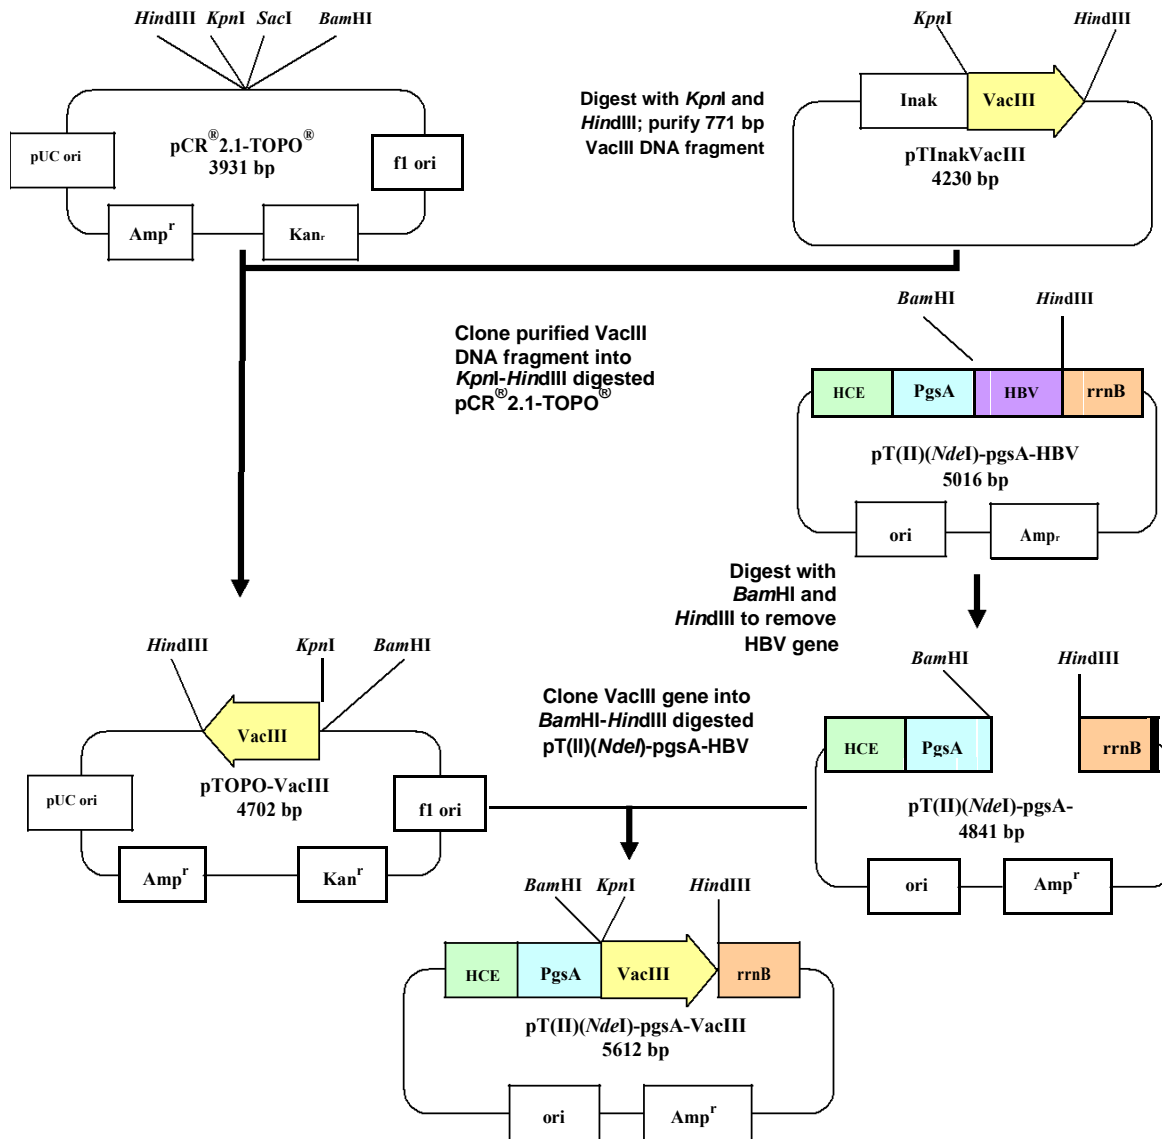 HindIII KpnI SacI BamHI
pCR®2.1-TOPO®
3931 bp
pUC ori
f1 ori
Ampr
Kanr
Digest with KpnI and
HindIII; purify 771 bp
VacIII DNA fragment
KpnI
HindIII
Inak
VacIII
pTInakVacIII
4230 bp
Clone purified VacIII
DNA fragment into
KpnI-HindIII digested
pCR®2.1-TOPO®
BamHI
HindIII
HCE
PgsA
HBV
rrnB
pT(II)(NdeI)-pgsA-HBV
5016 bp
ori
Ampr
Digest with
BamHI and
HindIII to remove
HBV gene
HindIII
KpnI
BamHI
VacIII
pTOPO-VacIII
4702 bp
pUC ori
f1 ori
Ampr
Kanr
Clone VacIII gene into
BamHI-HindIII digested
pT(II)(NdeI)-pgsA-HBV
BamHI
HindIII
HCE
PgsA
rrnB
pT(II)(NdeI)-pgsA-
4841 bp
ori
Ampr
BamHI KpnI
HindIII
HCE
PgsA
VacIII
rrnB
pT(II)(NdeI)-pgsA-VacIII
5612 bp
ori
Ampr